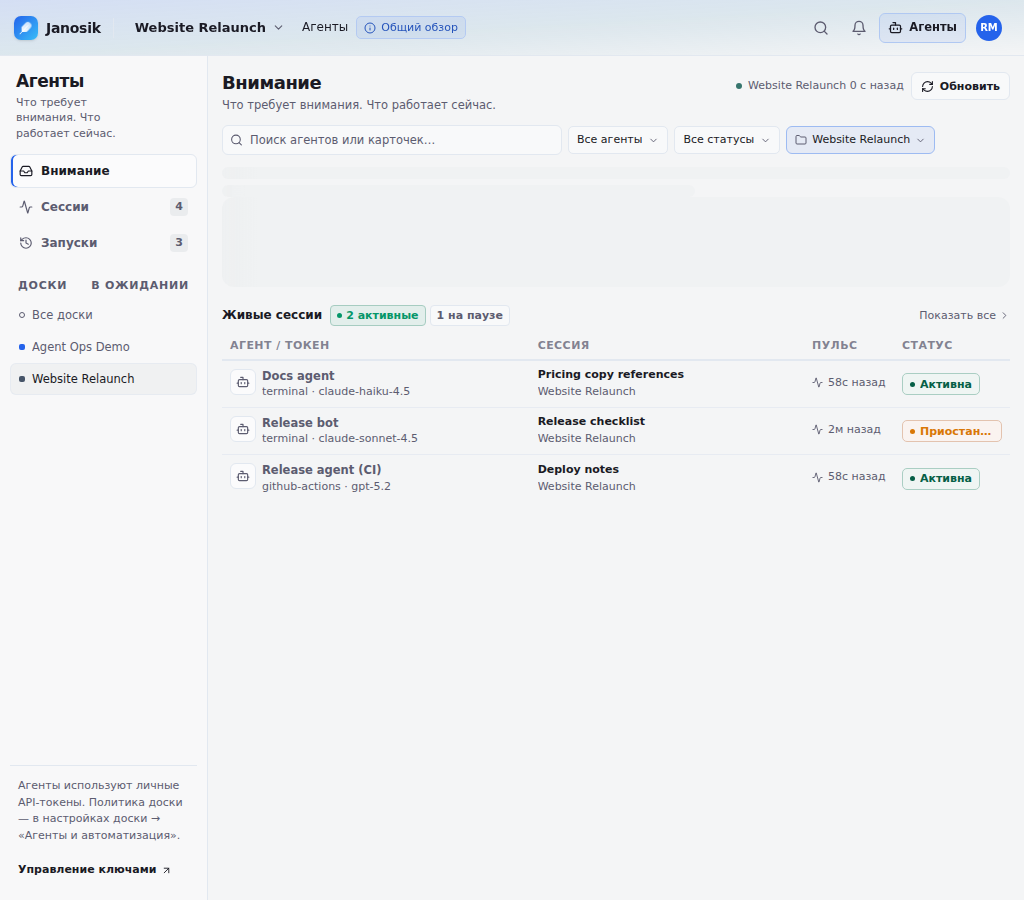 Janosik
Website Relaunch
Агенты
Общий обзор
Агенты
RM
Агенты
Что требует
внимания. Что
работает сейчас.
Внимание
Сессии 4
Запуски 3
ДОСКИ В ОЖИДАНИИ
Все доски
Agent Ops Demo
Website Relaunch
Агенты используют личные
API-токены. Политика доски
— в настройках доски →
«Агенты и автоматизация».
Управление ключами
Внимание
Что требует внимания. Что работает сейчас.
Website Relaunch 0 с назад
Обновить
Поиск агентов или карточек…
Все агенты
Все статусы
Website Relaunch
Живые сессии 2 активные 1 на паузе
Показать все
АГЕНТ / ТОКЕН СЕССИЯ ПУЛЬС СТАТУС
Docs agent
terminal · claude-haiku-4.5
Pricing copy references
Website Relaunch
58с назад
Активна
Release bot
terminal · claude-sonnet-4.5
Release checklist
Website Relaunch
2м назад
Приостан…
Release agent (CI)
github-actions · gpt-5.2
Deploy notes
Website Relaunch
58с назад
Активна